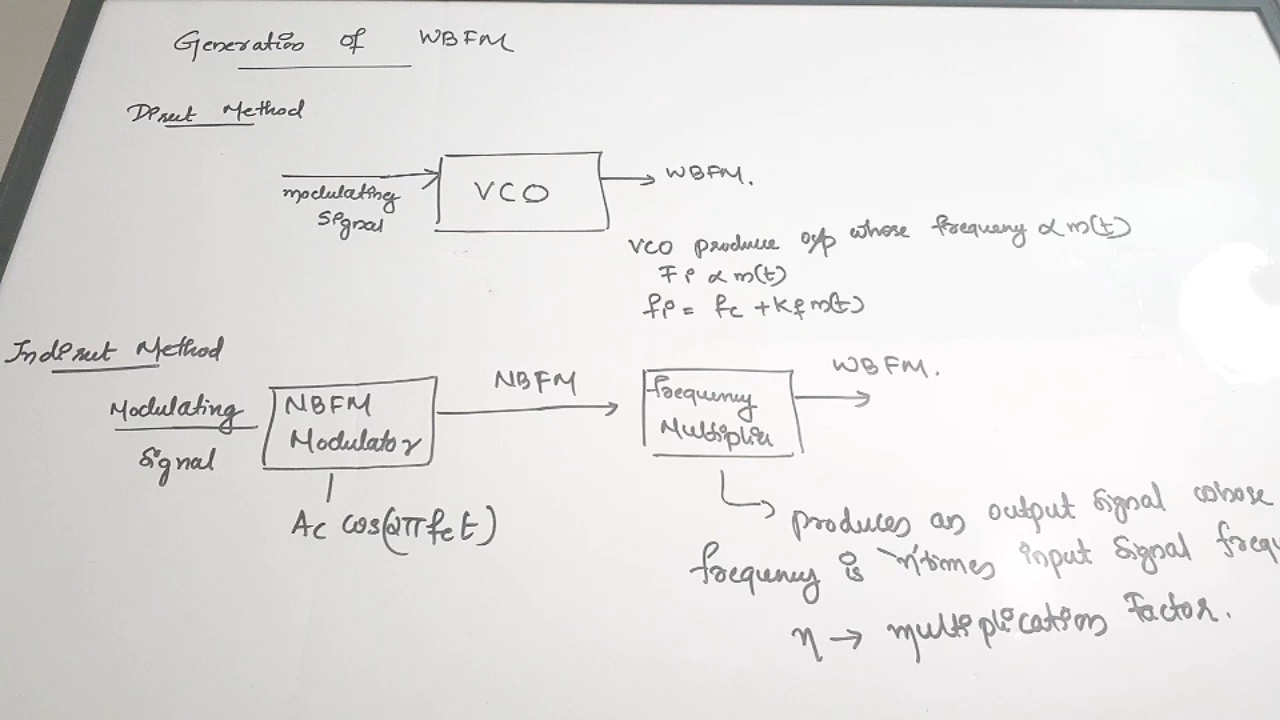 Generation of WBFM
Direct Method
modulating
signal
VCO
WBFM.
VCO produce o/p whose frequency ∝ m(t)
Fi ∝ m(t)
fi = fc + Kf m(t)
Indirect Method
Modulating
Signal
NBFM
Modulator
Ac cos(2πfct)
NBFM
frequency
Multiplier
WBFM.
produces an output signal whose
frequency is 'n' times input signal frequ
n → multiplication Factor.